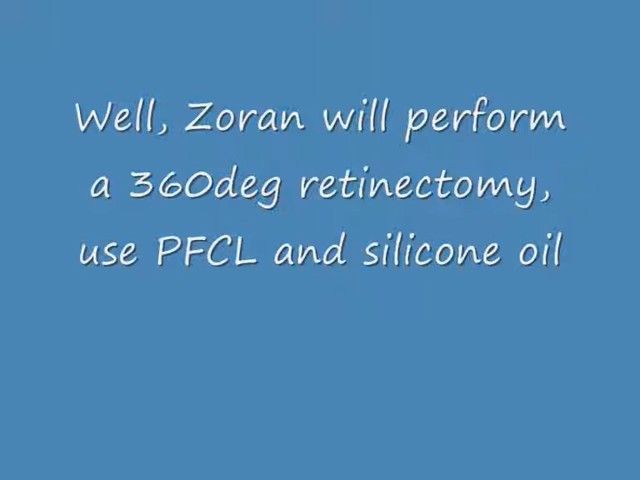 Well, Zoran will perform
a 360deg retinectomy,
use PFCL and silicone oil